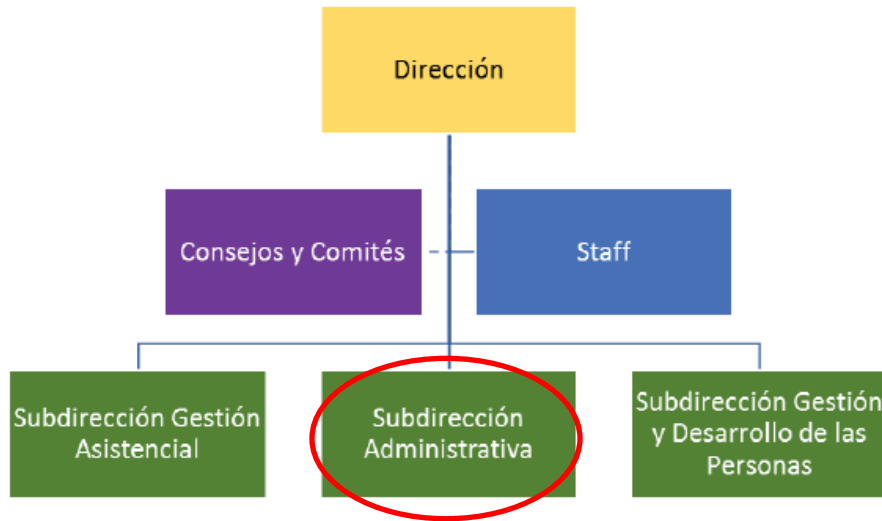 Dirección
Consejos y Comités
Staff
Subdirección Gestión
Asistencial
Subdirección
Administrativa
Subdirección Gestión
y Desarrollo de las
Personas